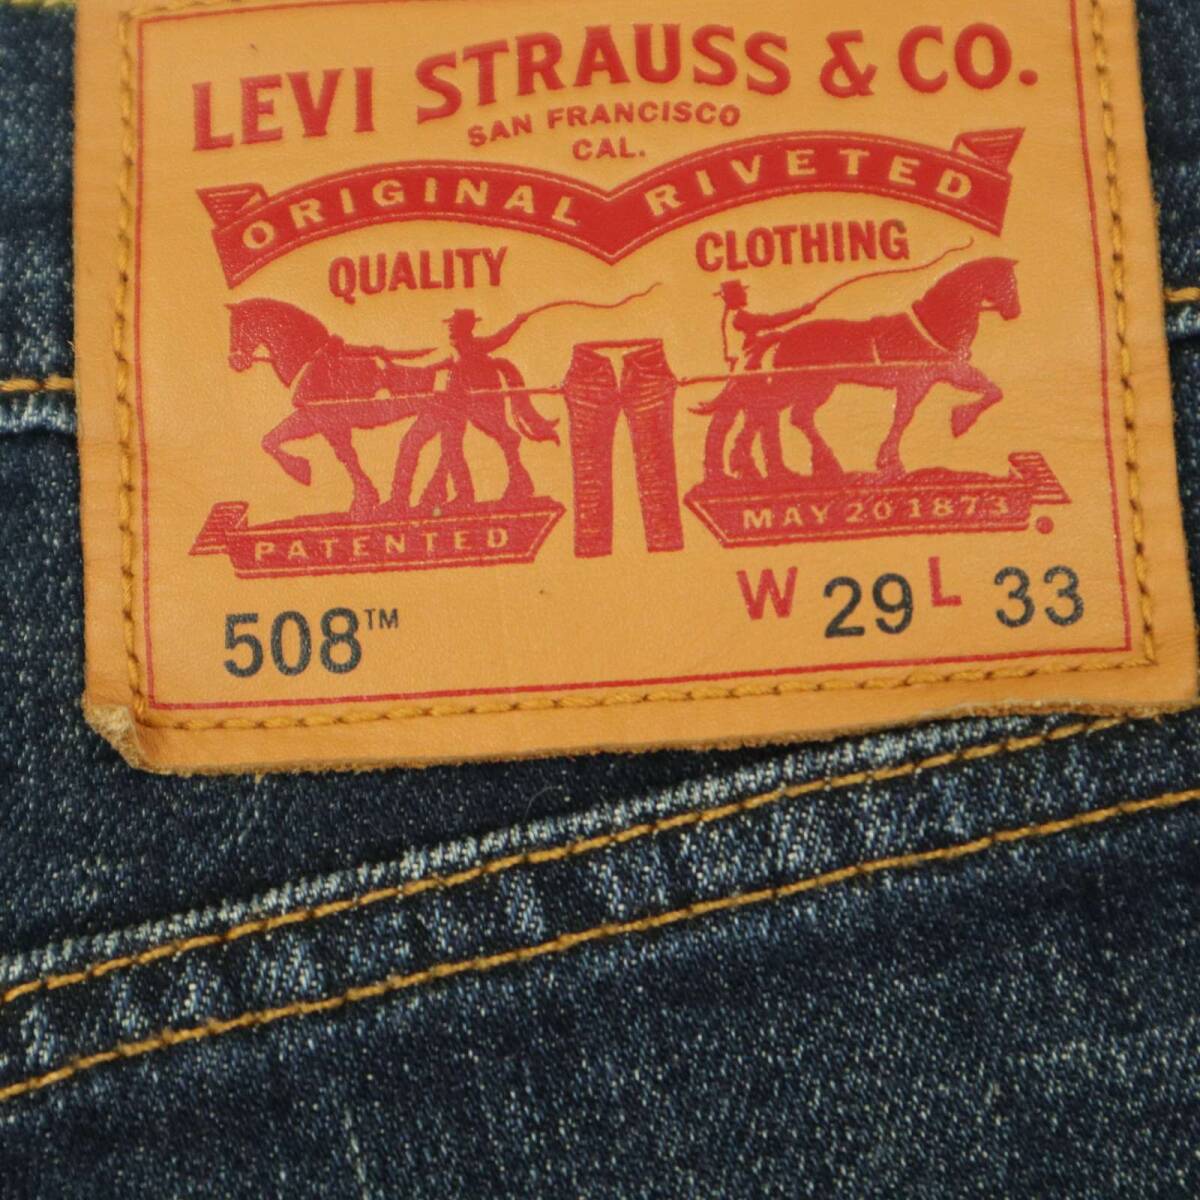 LEVI STRAUSS & CO.
SAN FRANCISCO
CAL.
ORIGINAL RIVETED
QUALITY CLOTHING
PATENTED MAY 20 1873
508™ W 29 L 33